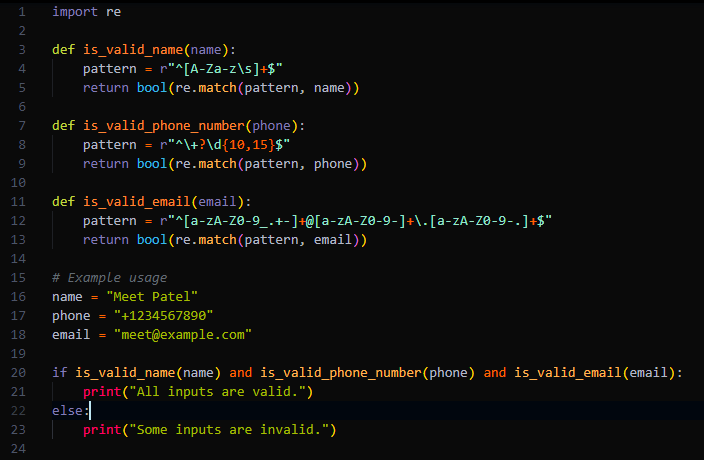 1 import re
2
3 def is_valid_name(name):
4     pattern = r"^[A-Za-z\s]+$"
5     return bool(re.match(pattern, name))
6
7 def is_valid_phone_number(phone):
8     pattern = r"^\+?\d{10,15}$"
9     return bool(re.match(pattern, phone))
10
11 def is_valid_email(email):
12     pattern = r"^[a-zA-Z0-9_.+-]+@[a-zA-Z0-9-]+\.[a-zA-Z0-9-.]+$"
13     return bool(re.match(pattern, email))
14
15 # Example usage
16 name = "Meet Patel"
17 phone = "+1234567890"
18 email = "meet@example.com"
19
20 if is_valid_name(name) and is_valid_phone_number(phone) and is_valid_email(email):
21     print("All inputs are valid.")
22 else:
23     print("Some inputs are invalid.")
24